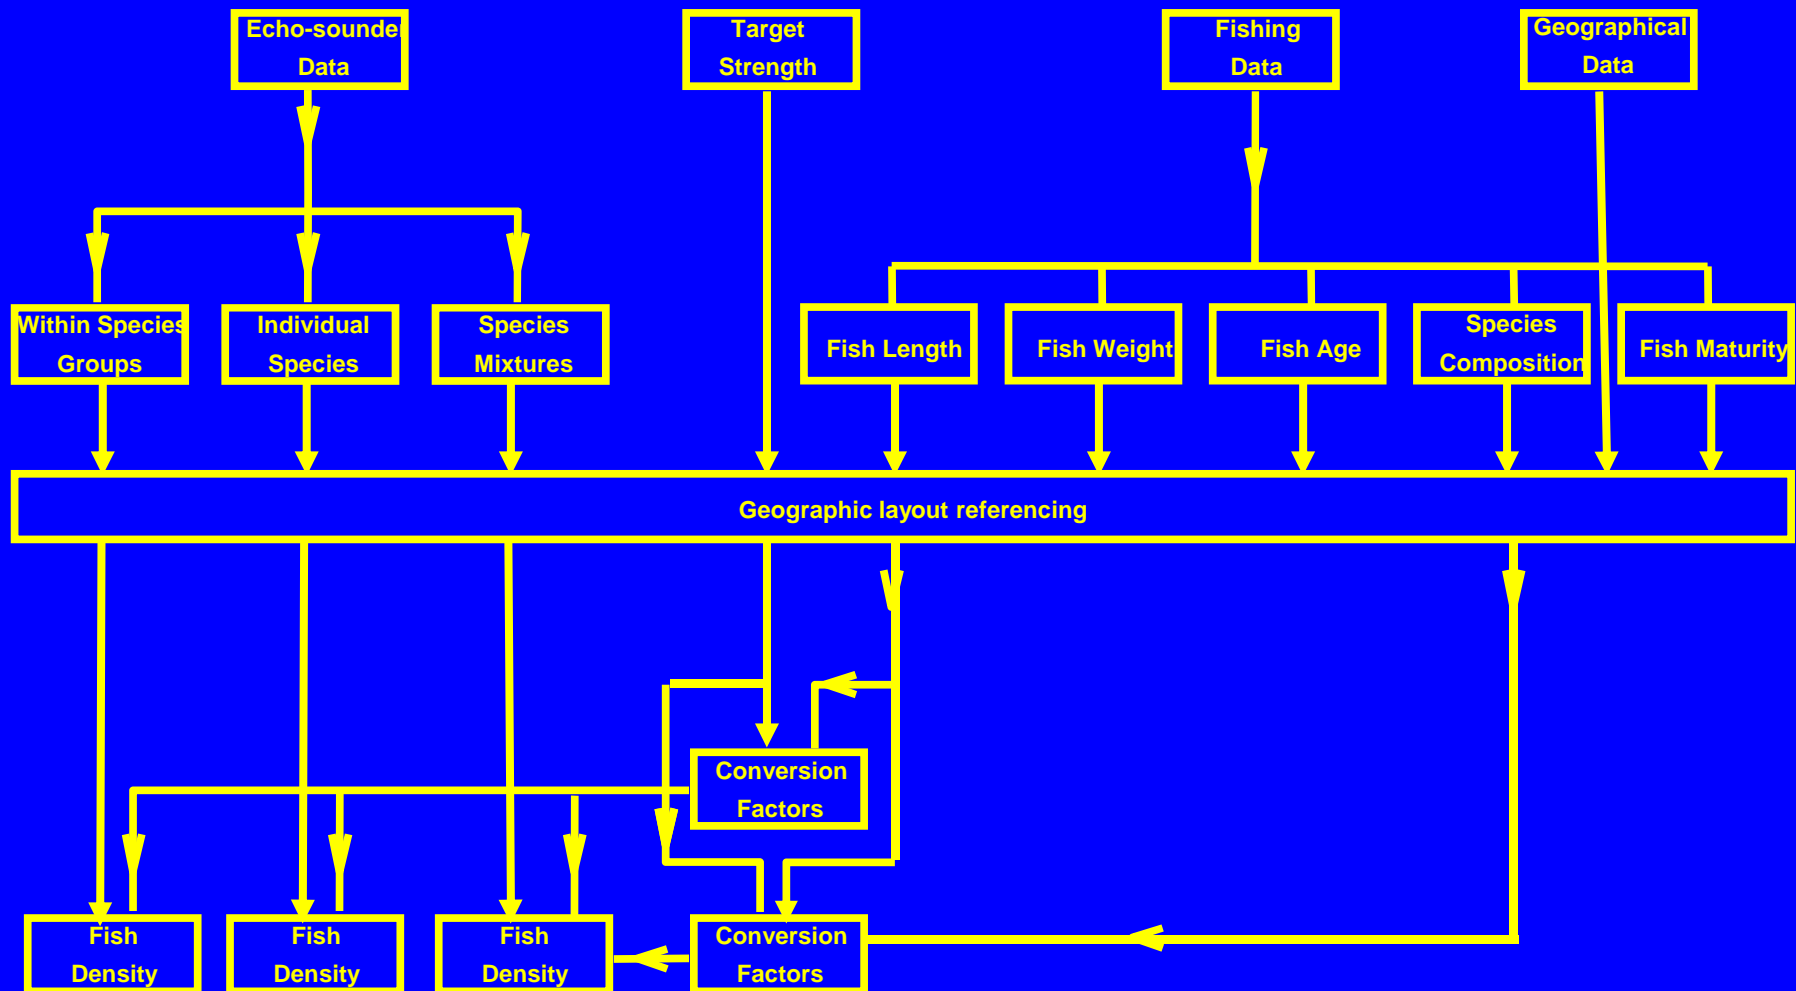 Echo-sounder
Data
Target
Strength
Fishing
Data
Geographical
Data
Within Species
Groups
Individual
Species
Species
Mixtures
Fish Length
Fish Weight
Fish Age
Species
Composition
Fish Maturity
Geographic layout referencing
Conversion
Factors
Fish
Density
Fish
Density
Fish
Density
Conversion
Factors